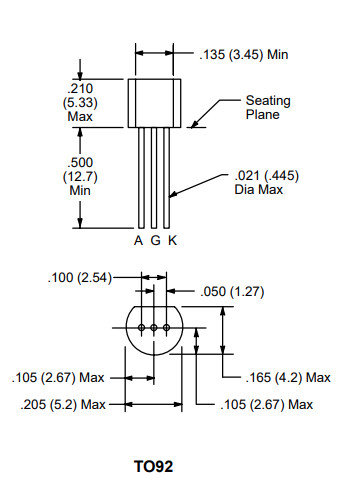 .135 (3.45) Min
.210
(5.33)
Max
Seating
Plane
.500
(12.7)
Min
.021 (.445)
Dia Max
A G K
.100 (2.54)
.050 (1.27)
.105 (2.67) Max
.165 (4.2) Max
.205 (5.2) Max
.105 (2.67) Max
TO92